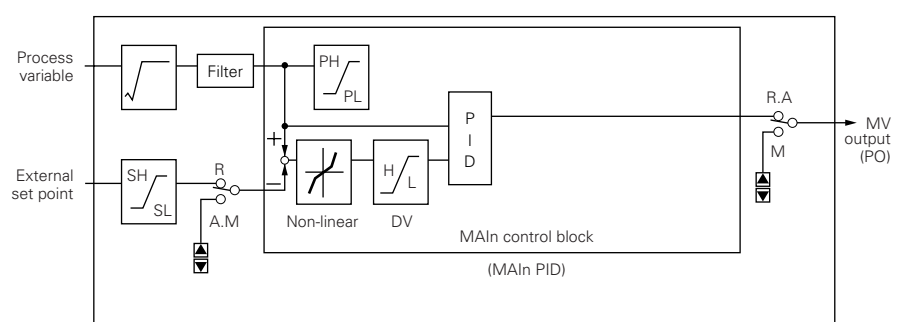 Process
variable
Filter
PH
PL
P
I
D
R.A
M
MV
output
(PO)
External
set point
SH
SL
R
A.M
+
−
Non-linear
H
L
DV
MAIn control block
(MAIn PID)